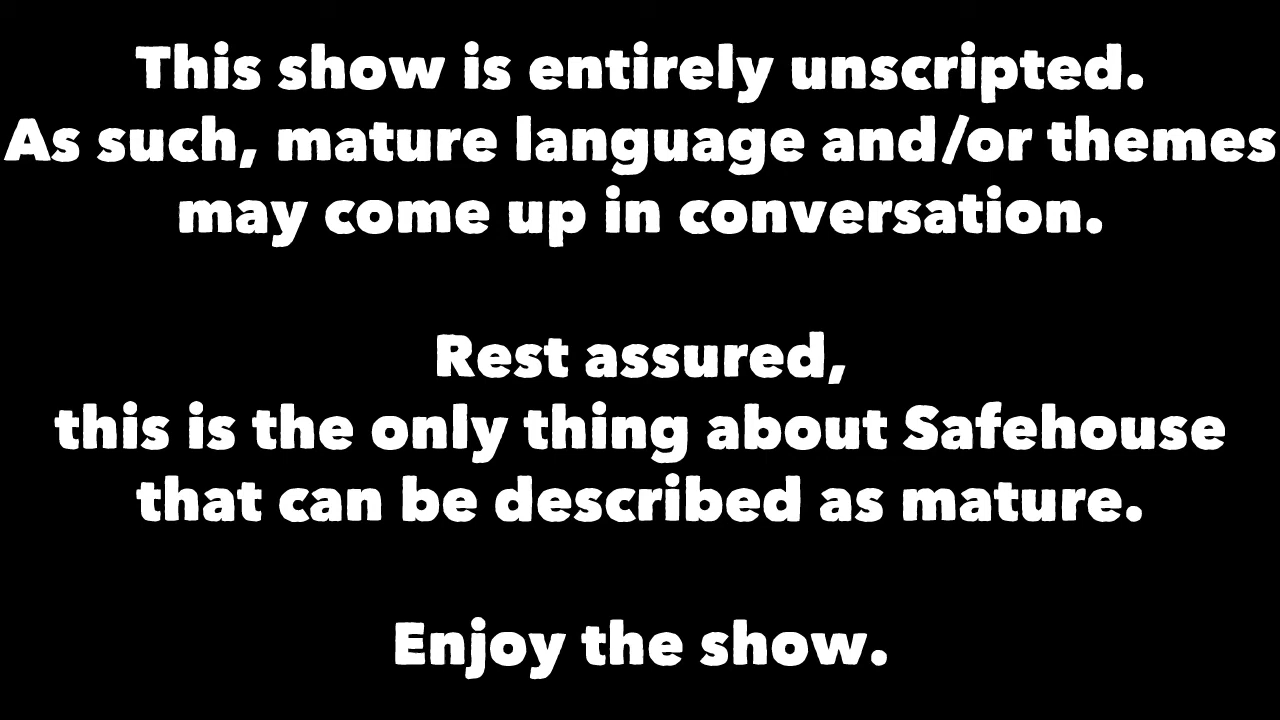 This show is entirely unscripted.
As such, mature language and/or themes
may come up in conversation.
Rest assured,
this is the only thing about Safehouse
that can be described as mature.
Enjoy the show.